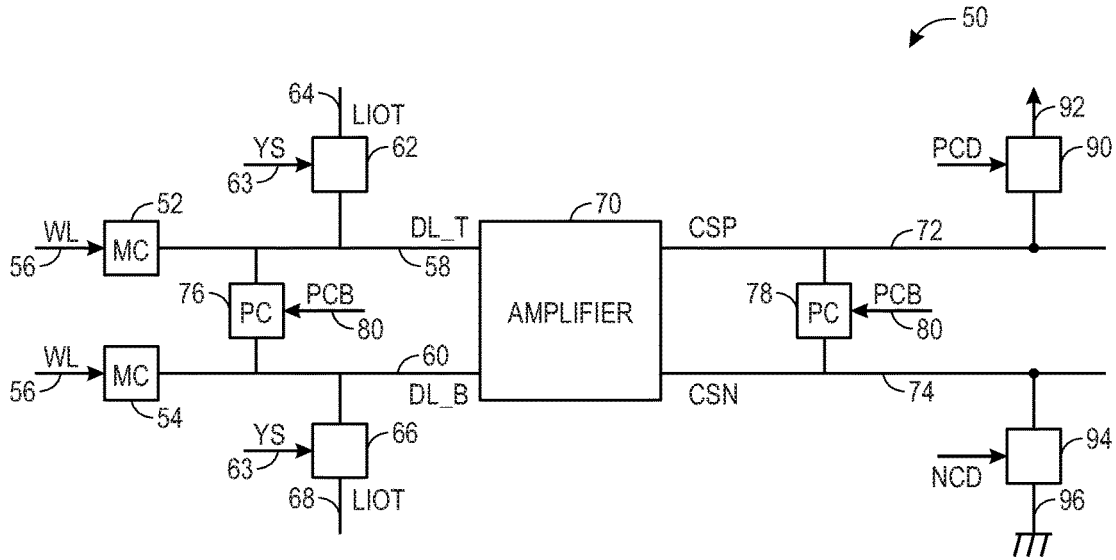 50
64
LIOT
YS
63
62
92
PCD
90
52
WL
56
MC
DL_T
58
70
CSP
72
76
PC
PCB
80
AMPLIFIER
78
PC
PCB
80
WL
56
MC
54
60
DL_B
CSN
74
YS
63
66
68
LIOT
NCD
94
96